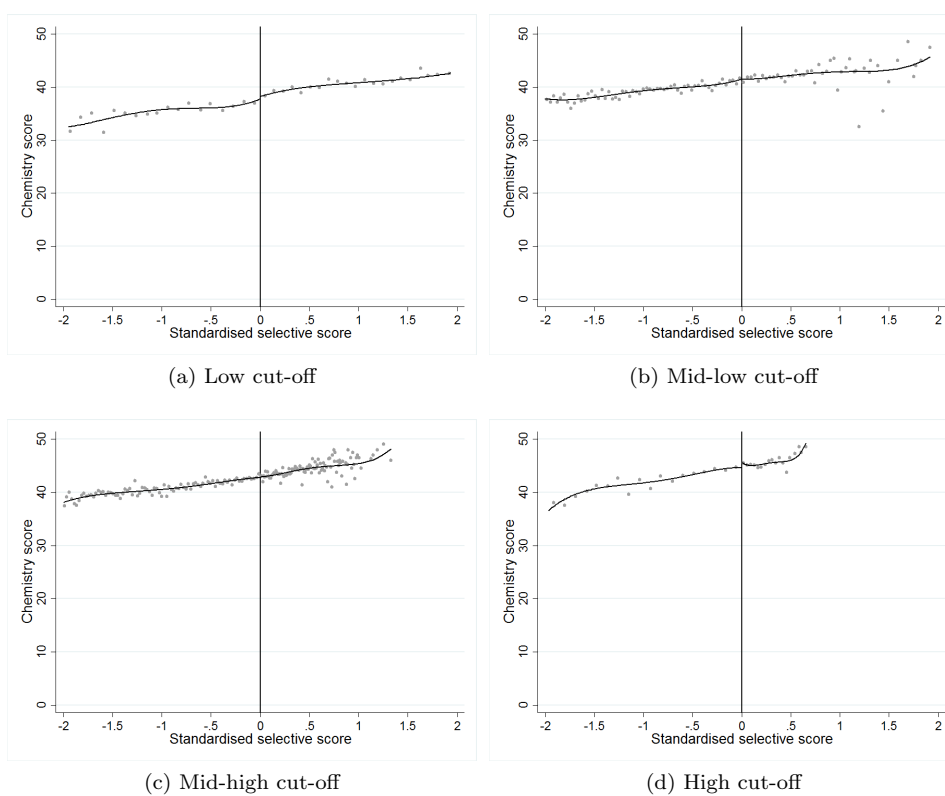 Chemistry score
0 10 20 30 40 50
-2 -1.5 -1 -.5 0 .5 1 1.5 2
Standardised selective score
(a) Low cut-off
Chemistry score
0 10 20 30 40 50
-2 -1.5 -1 -.5 0 .5 1 1.5 2
Standardised selective score
(b) Mid-low cut-off
Chemistry score
0 10 20 30 40 50
-2 -1.5 -1 -.5 0 .5 1 1.5 2
Standardised selective score
(c) Mid-high cut-off
Chemistry score
0 10 20 30 40 50
-2 -1.5 -1 -.5 0 .5 1 1.5 2
Standardised selective score
(d) High cut-off